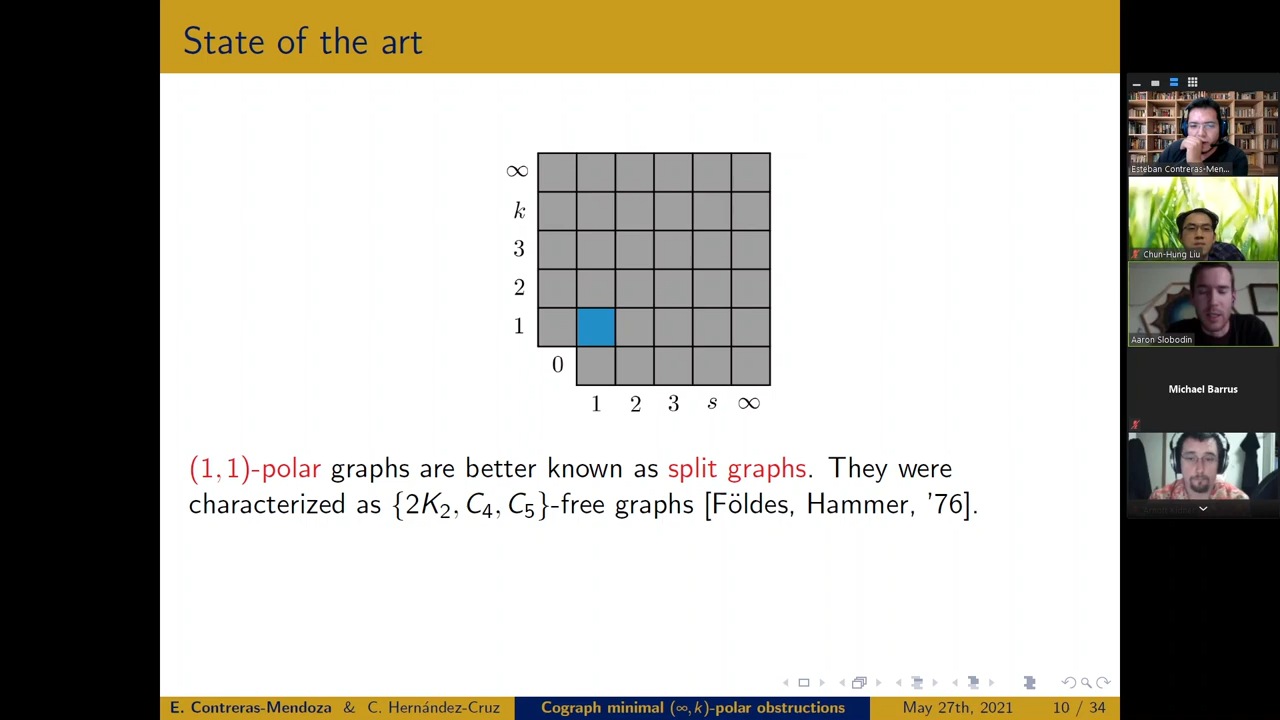 State of the art
∞
k
3
2
1
0
1 2 3 s ∞
(1, 1)-polar graphs are better known as split graphs. They were
characterized as {2K₂, C₄, C₅}-free graphs [Földes, Hammer, '76].
E. Contreras-Mendoza & C. Hernández-Cruz
Cograph minimal (∞, k)-polar obstructions
May 27th, 2021
10 / 34
Esteban Contreras-Men...
Chun-Hung Liu
Aaron Slobodin
Michael Barrus